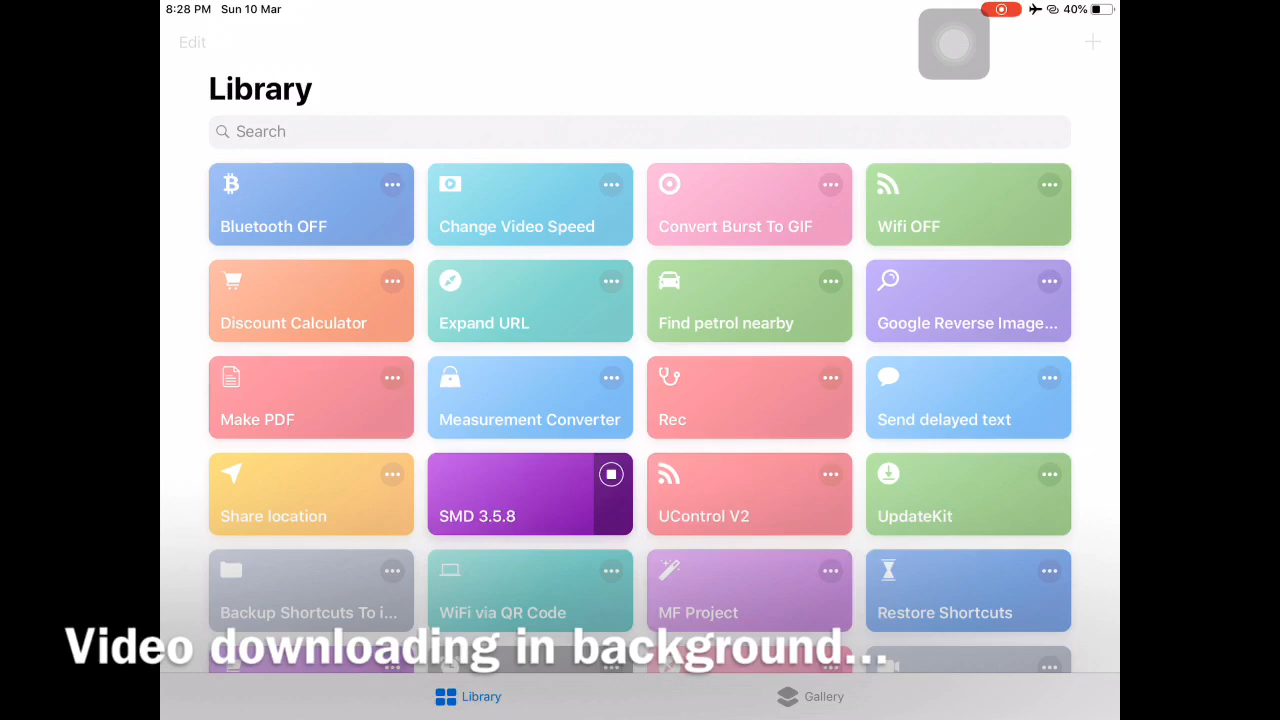 8:28 PM Sun 10 Mar 40%
Edit
Library
Search
Bluetooth OFF
Change Video Speed
Convert Burst To GIF
Wifi OFF
Discount Calculator
Expand URL
Find petrol nearby
Google Reverse Image...
Make PDF
Measurement Converter
Rec
Send delayed text
Share location
SMD 3.5.8
UControl V2
UpdateKit
Backup Shortcuts To i...
WiFi via QR Code
MF Project
Restore Shortcuts
Video downloading in background...
Library
Gallery